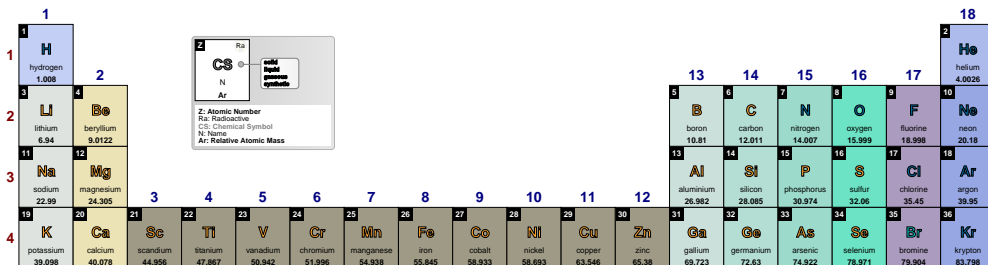 1 18
1 H hydrogen 1.008
2 He helium 4.0026
Z Ra
CS
N
Ar
solid
liquid
gaseous
synthetic
Z: Atomic Number
Ra: Radioactive
CS: Chemical Symbol
N: Name
Ar: Relative Atomic Mass
1
2 13 14 15 16 17
3 Li lithium 6.94
4 Be beryllium 9.0122
5 B boron 10.81
6 C carbon 12.011
7 N nitrogen 14.007
8 O oxygen 15.999
9 F fluorine 18.998
10 Ne neon 20.18
2
11 Na sodium 22.99
12 Mg magnesium 24.305
13 Al aluminium 26.982
14 Si silicon 28.085
15 P phosphorus 30.974
16 S sulfur 32.06
17 Cl chlorine 35.45
18 Ar argon 39.95
3
3 4 5 6 7 8 9 10 11 12
19 K potassium 39.098
20 Ca calcium 40.078
21 Sc scandium 44.956
22 Ti titanium 47.867
23 V vanadium 50.942
24 Cr chromium 51.996
25 Mn manganese 54.938
26 Fe iron 55.845
27 Co cobalt 58.933
28 Ni nickel 58.693
29 Cu copper 63.546
30 Zn zinc 65.38
31 Ga gallium 69.723
32 Ge germanium 72.63
33 As arsenic 74.922
34 Se selenium 78.971
35 Br bromine 79.904
36 Kr krypton 83.798
4